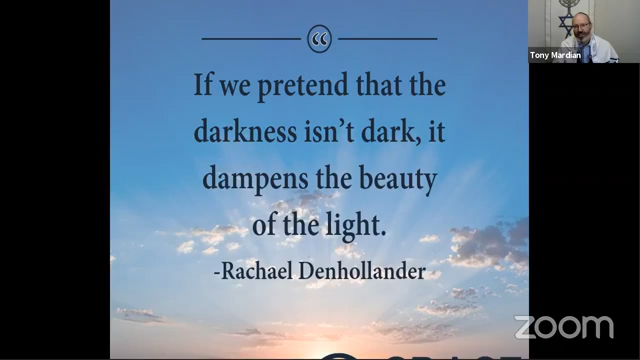 “
If we pretend that the
darkness isn’t dark, it
dampens the beauty
of the light.
-Rachael Denhollander
Tony Mardian
zoom